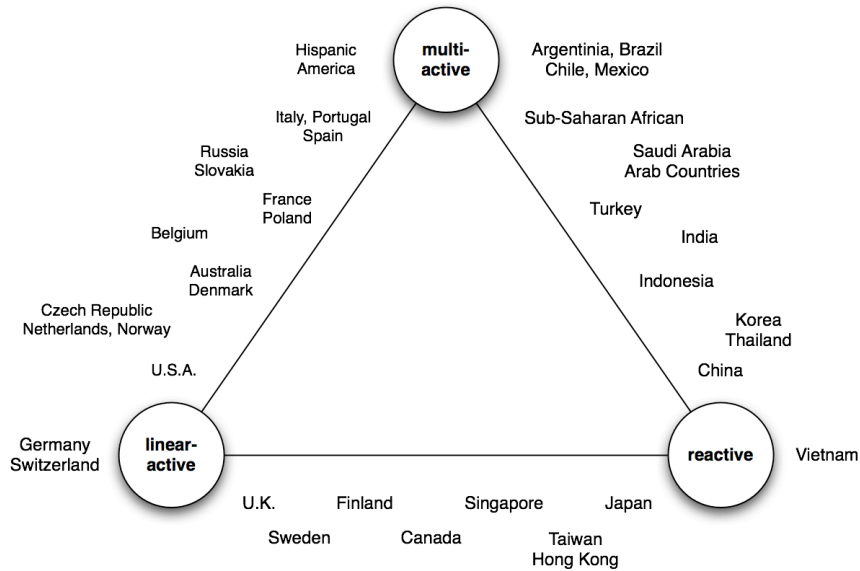 Hispanic
America
multi-
active
Argentinia, Brazil
Chile, Mexico
Italy, Portugal
Spain
Sub-Saharan African
Russia
Slovakia
Saudi Arabia
Arab Countries
France
Poland
Turkey
Belgium
India
Australia
Denmark
Indonesia
Czech Republic
Netherlands, Norway
Korea
Thailand
U.S.A.
China
Germany
Switzerland
linear-
active
reactive
Vietnam
U.K.
Finland
Singapore
Japan
Sweden
Canada
Taiwan
Hong Kong